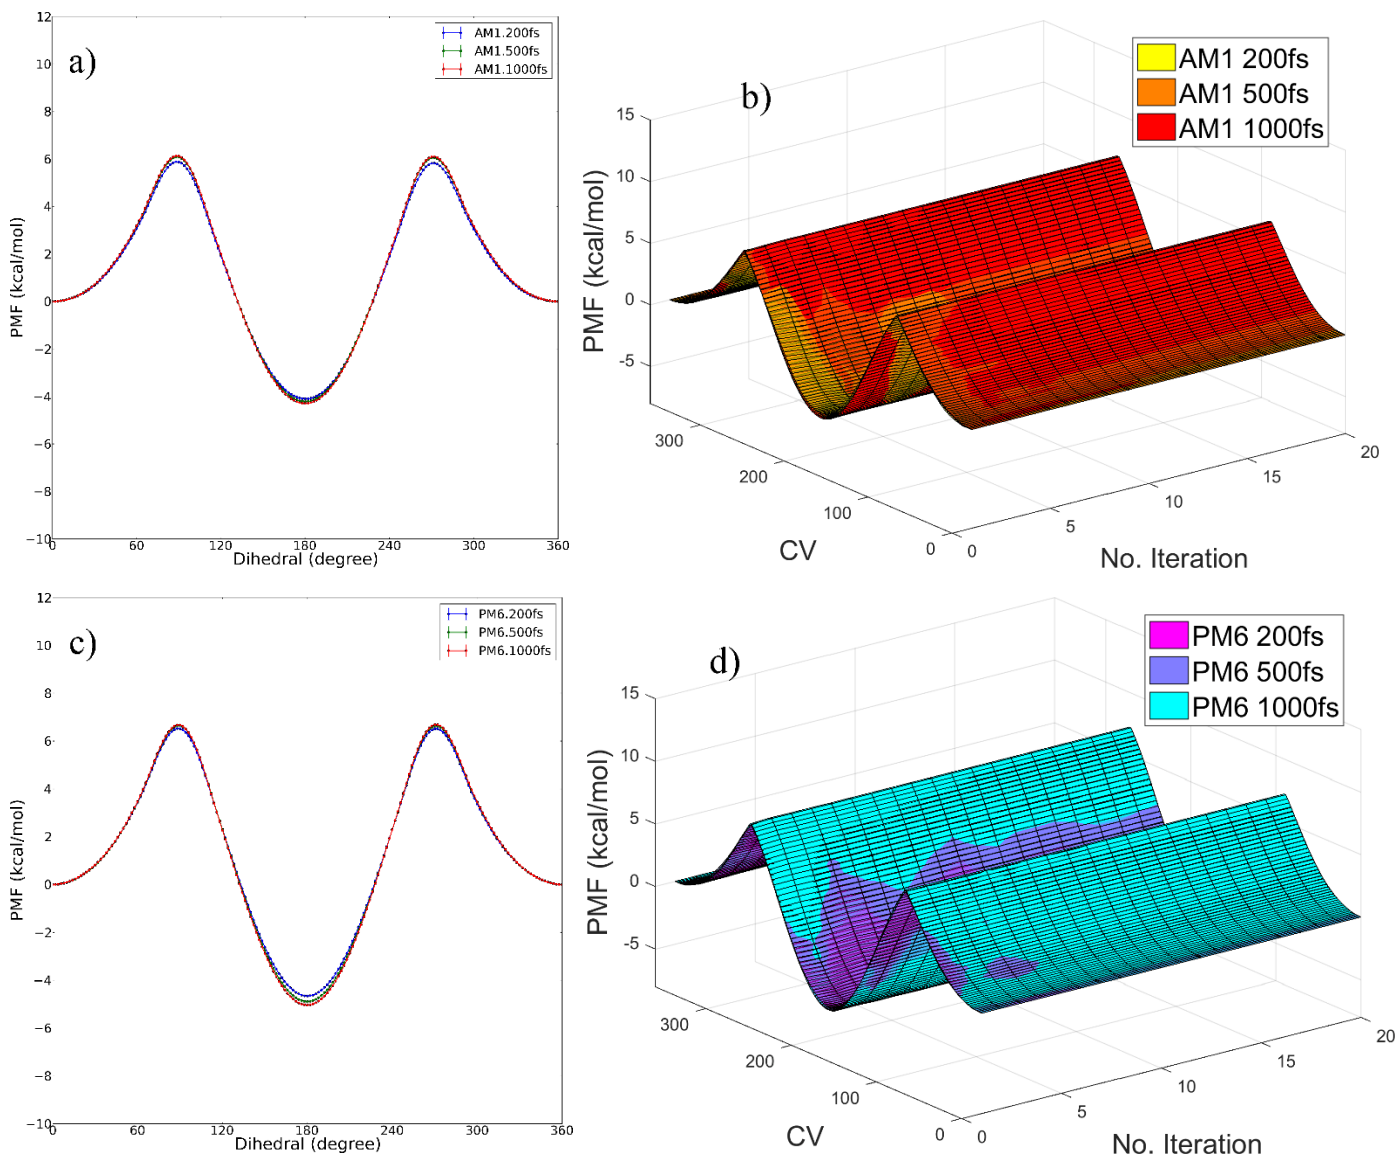 a)
AM1.200fs
AM1.500fs
AM1.1000fs
12
10
8
6
4
2
0
−2
−4
−6
−8
−10
PMF (kcal/mol)
0
60
120
180
240
300
360
Dihedral (degree)
b)
AM1 200fs
AM1 500fs
AM1 1000fs
15
10
5
0
-5
PMF (kcal/mol)
300
200
100
0
CV
0
5
10
15
20
No. Iteration
c)
PM6.200fs
PM6.500fs
PM6.1000fs
12
10
8
6
4
2
0
−2
−4
−6
−8
−10
PMF (kcal/mol)
0
60
120
180
240
300
360
Dihedral (degree)
d)
PM6 200fs
PM6 500fs
PM6 1000fs
15
10
5
0
-5
PMF (kcal/mol)
300
200
100
0
CV
0
5
10
15
20
No. Iteration